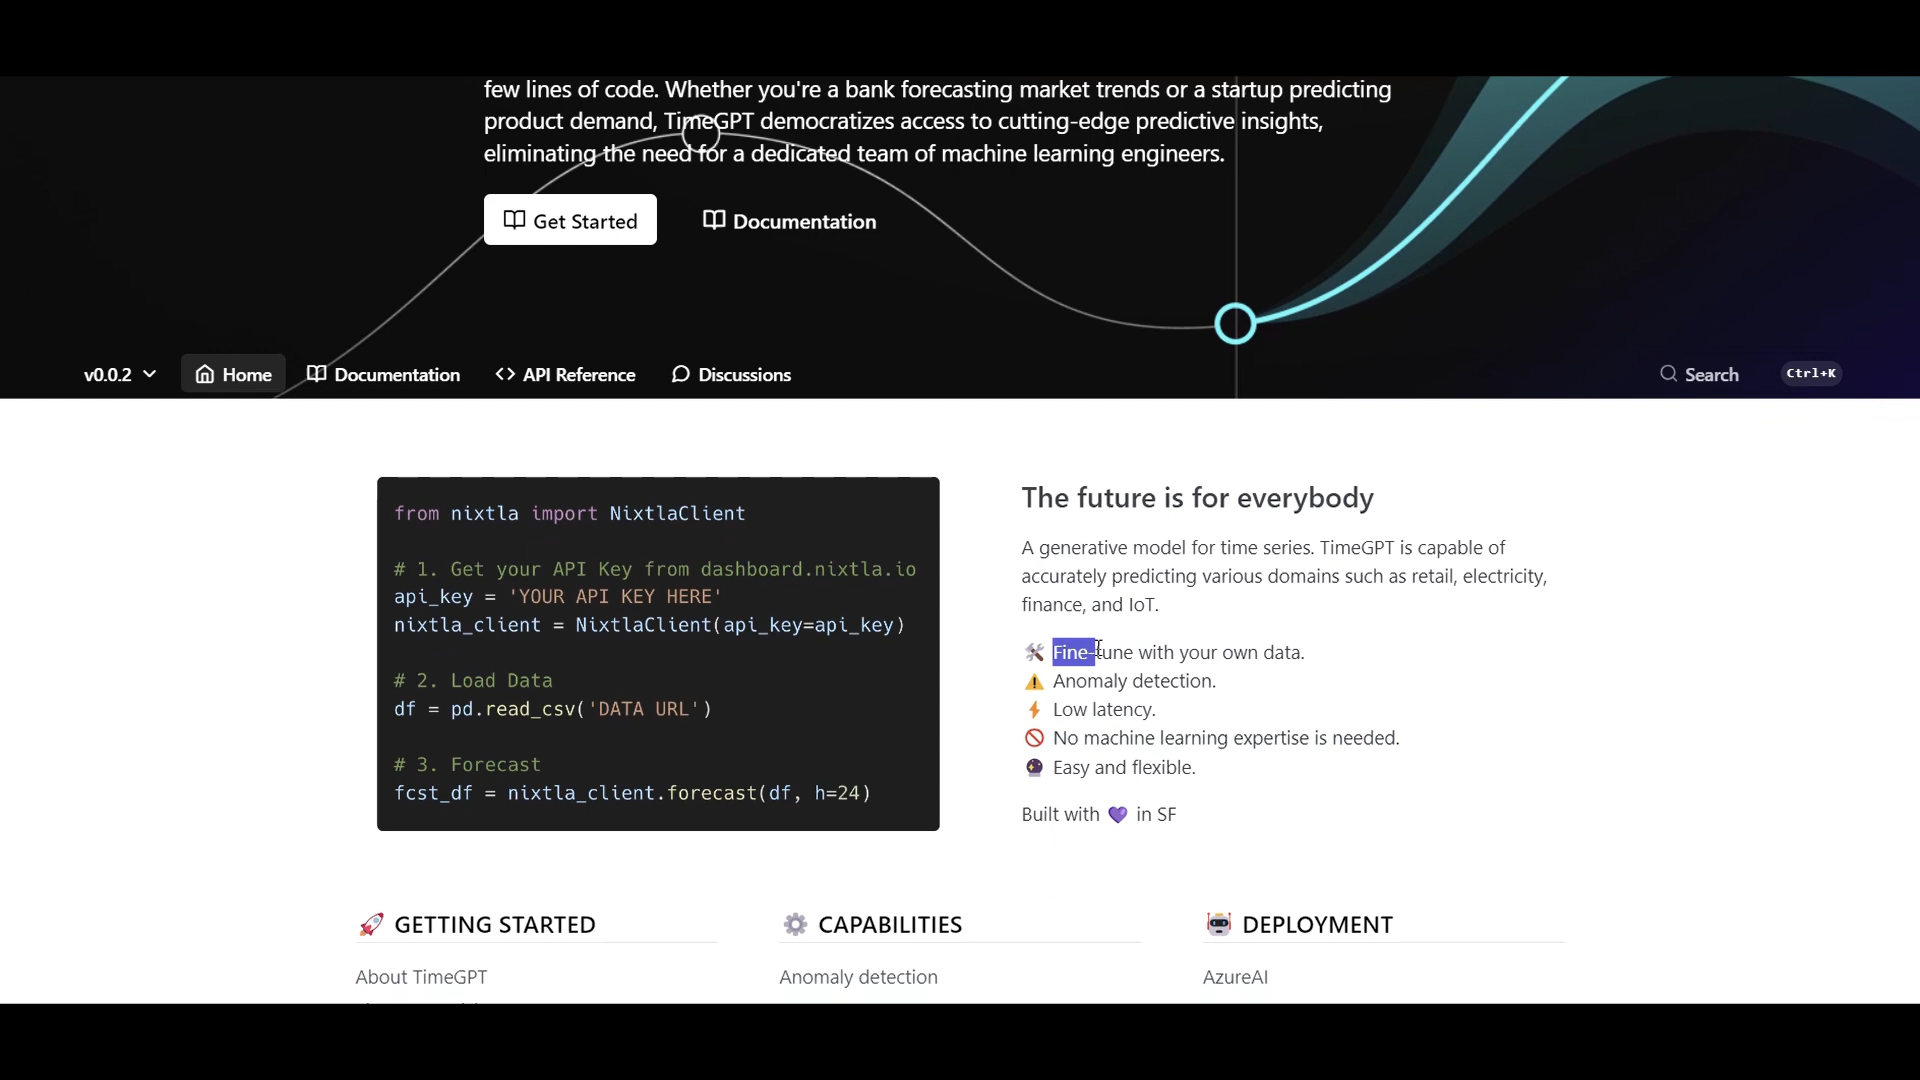 few lines of code. Whether you're a bank forecasting market trends or a startup predicting
product demand, TimeGPT democratizes access to cutting-edge predictive insights,
eliminating the need for a dedicated team of machine learning engineers.
Get Started
Documentation
v0.0.2
Home
Documentation
API Reference
Discussions
Search
Ctrl+K
from nixtla import NixtlaClient
# 1. Get your API Key from dashboard.nixtla.io
api_key = 'YOUR API KEY HERE'
nixtla_client = NixtlaClient(api_key=api_key)
# 2. Load Data
df = pd.read_csv('DATA URL')
# 3. Forecast
fcst_df = nixtla_client.forecast(df, h=24)
The future is for everybody
A generative model for time series. TimeGPT is capable of
accurately predicting various domains such as retail, electricity,
finance, and IoT.
🛠️ Fine-tune with your own data.
⚠️ Anomaly detection.
⚡ Low latency.
🚫 No machine learning expertise is needed.
🔮 Easy and flexible.
Built with 💜 in SF
🚀 GETTING STARTED
About TimeGPT
⚙️ CAPABILITIES
Anomaly detection
🤖 DEPLOYMENT
AzureAI